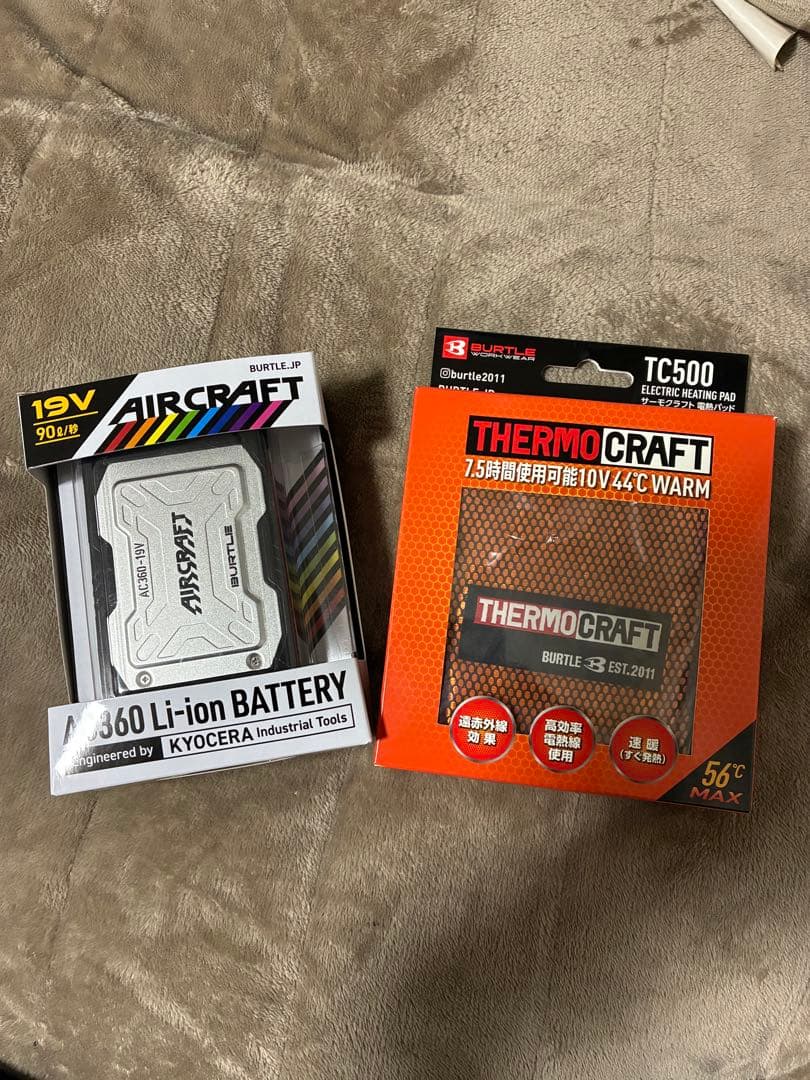 BURTLE.JP
19V
AIRCRAFT
90ℓ/秒
AC360-19V
AIRCRAFT
BURTLE
AC360 Li-ion BATTERY
engineered by KYOCERA Industrial Tools
BURTLE
WORKWEAR
burtle2011
BURTLE.JP
TC500
ELECTRIC HEATING PAD
サーモクラフト 電熱パッド
THERMOCRAFT
7.5時間使用可能10V 44℃ WARM
THERMOCRAFT
BURTLE B EST.2011
遠赤外線
効果
高効率
電熱線
使用
速暖
(すぐ発熱)
56℃
MAX